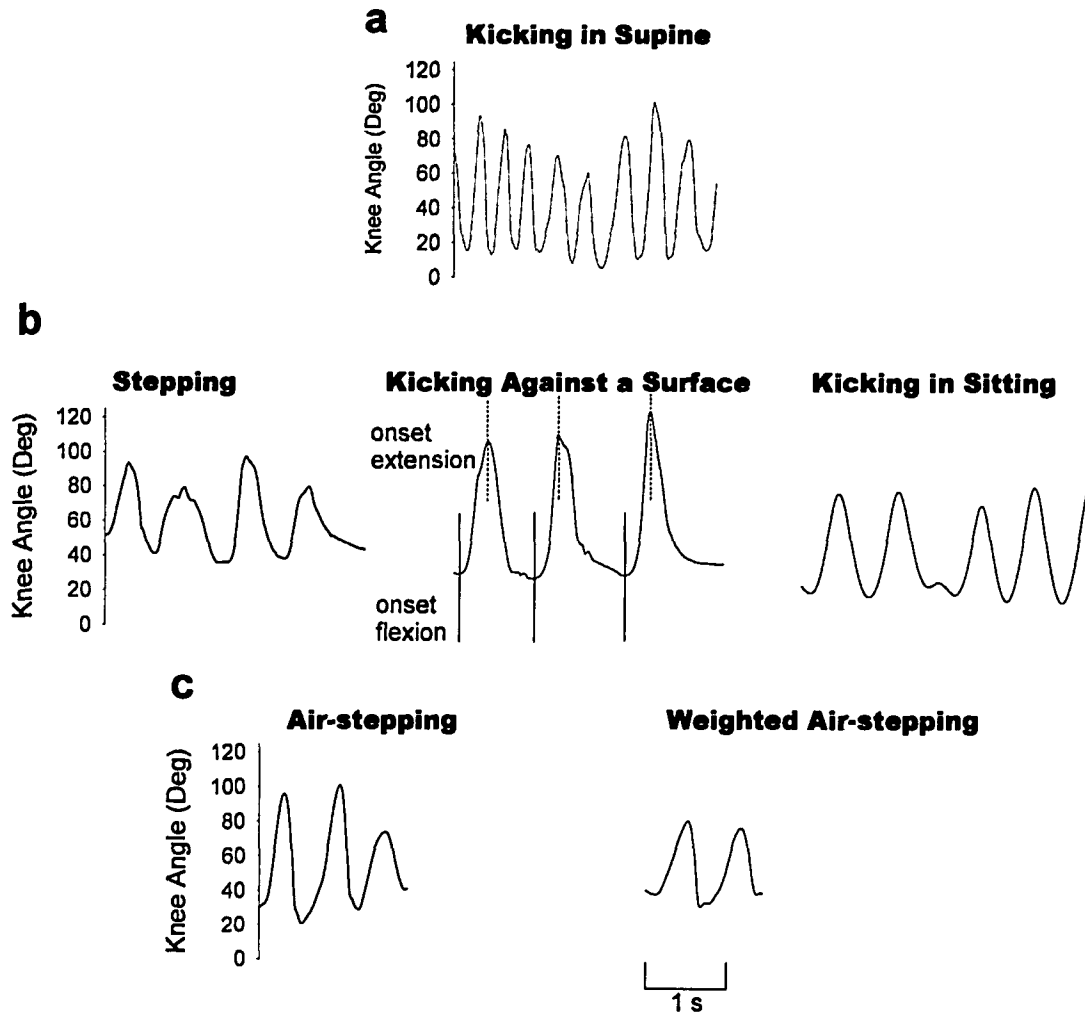 a
Kicking in Supine
Knee Angle (Deg)
120
100
80
60
40
20
0
b
Stepping
Knee Angle (Deg)
120
100
80
60
40
20
0
Kicking Against a Surface
onset
extension
onset
flexion
Kicking in Sitting
c
Air-stepping
Knee Angle (Deg)
120
100
80
60
40
20
0
Weighted Air-stepping
1 s